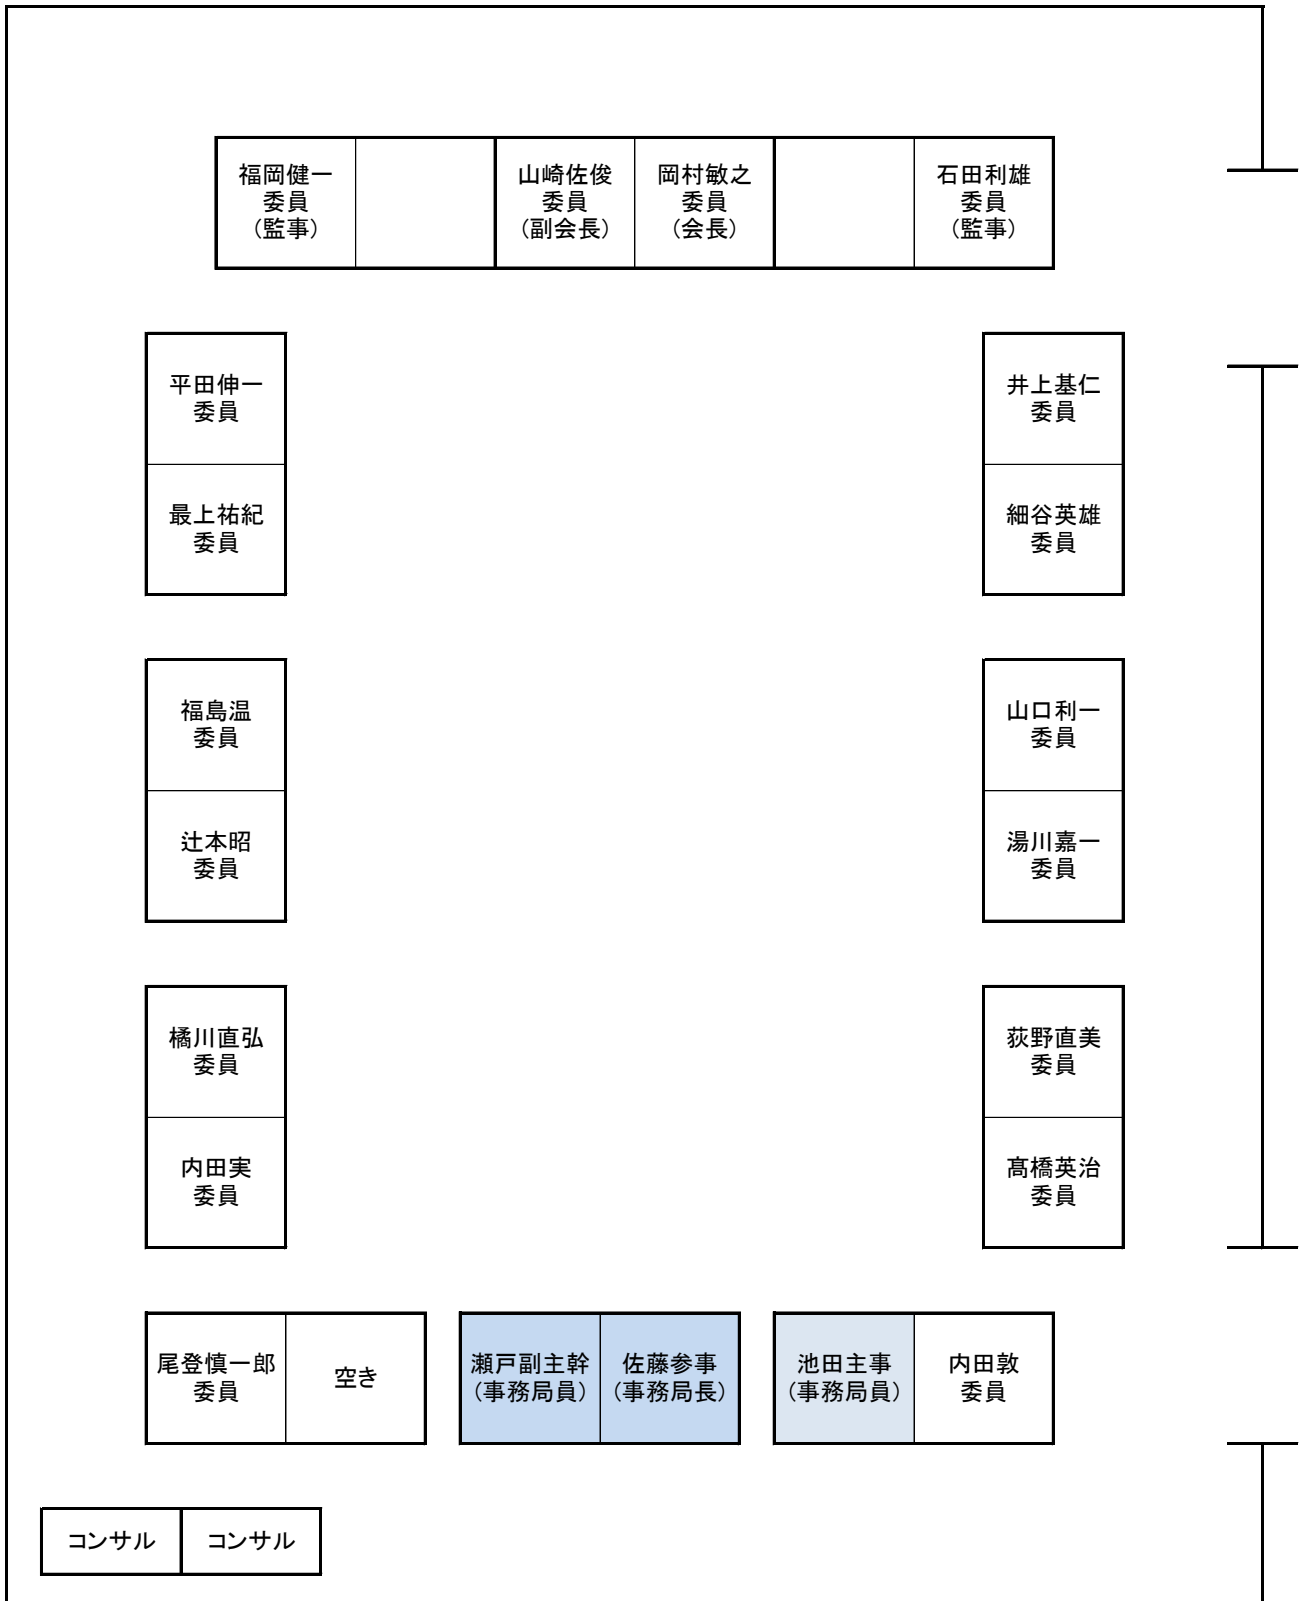 福岡健一
委員
（監事）
山崎佐俊
委員
（副会長）
岡村敏之
委員
（会長）
石田利雄
委員
（監事）
平田伸一
委員
井上基仁
委員
最上祐紀
委員
細谷英雄
委員
福島温
委員
山口利一
委員
辻本昭
委員
湯川嘉一
委員
橘川直弘
委員
荻野直美
委員
内田実
委員
髙橋英治
委員
尾登慎一郎
委員
空き
瀬戸副主幹
（事務局員）
佐藤参事
（事務局長）
池田主事
（事務局員）
内田敦
委員
コンサル
コンサル